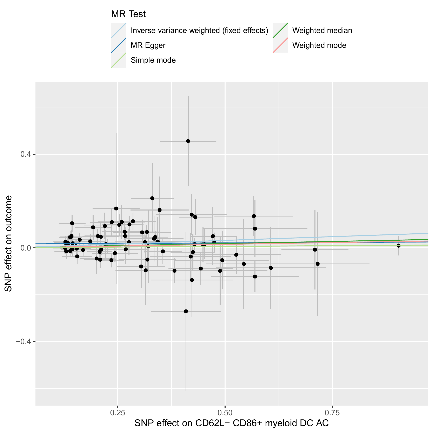 MR Test
Inverse variance weighted (fixed effects)
Weighted median
MR Egger
Weighted mode
Simple mode
SNP effect on outcome
0.4
0.0
−0.4
0.25
0.50
0.75
SNP effect on CD62L− CD86+ myeloid DC AC